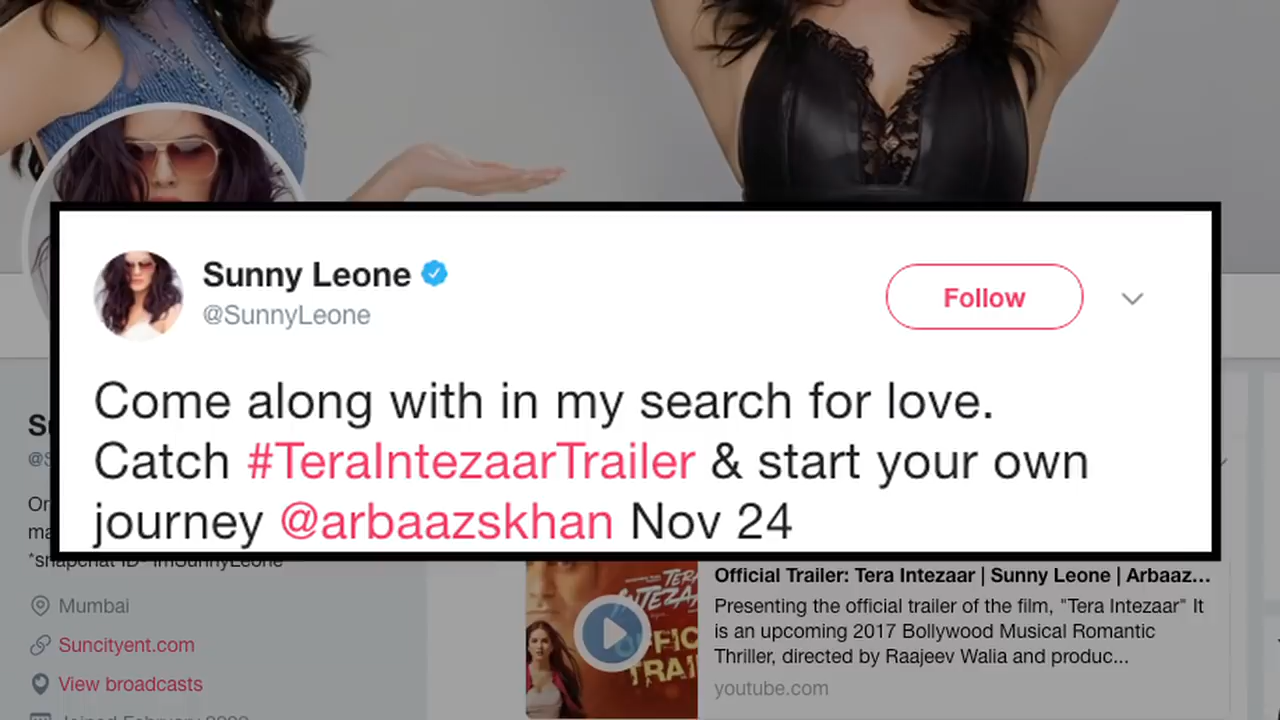 Sunny Leone
@SunnyLeone
Follow
Come along with in my search for love.
Catch #TeraIntezaarTrailer & start your own
journey @arbaazskhan Nov 24
*snapchat ID- ImSunnyLeone
Mumbai
Suncityent.com
View broadcasts
Official Trailer: Tera Intezaar | Sunny Leone | Arbaaz...
Presenting the official trailer of the film, "Tera Intezaar" It
is an upcoming 2017 Bollywood Musical Romantic
Thriller, directed by Raajeev Walia and produc...
youtube.com